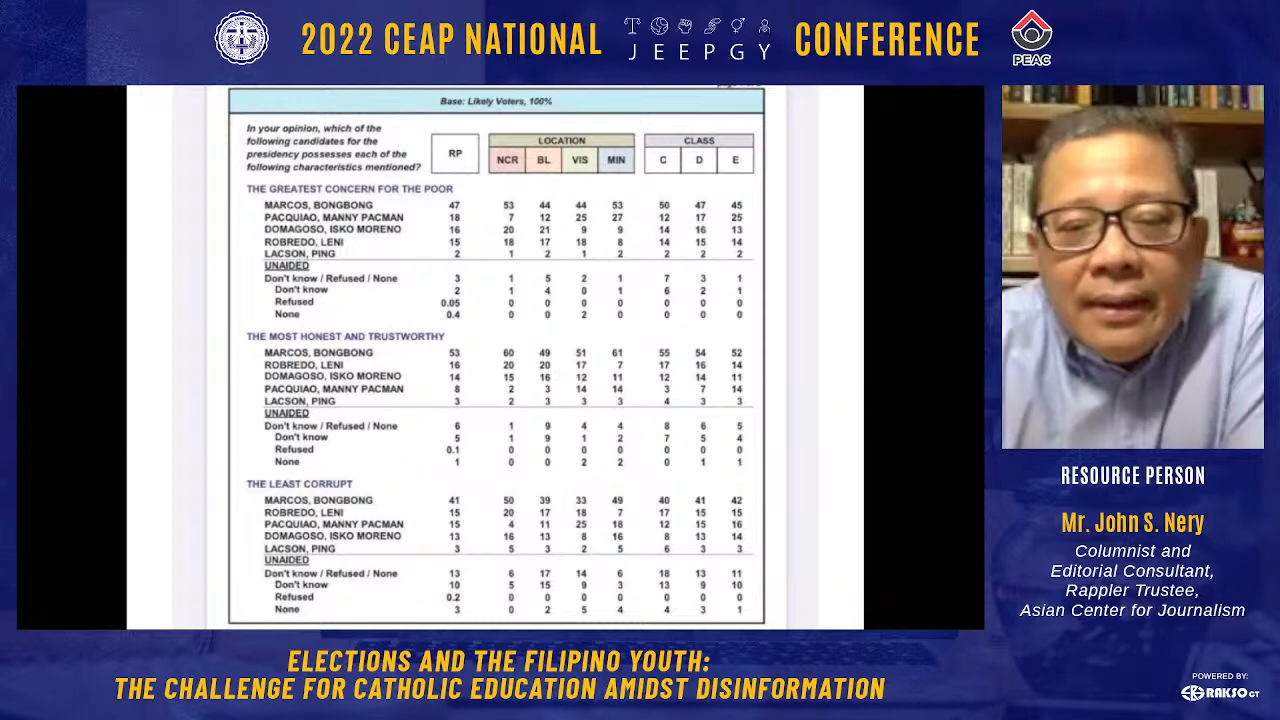 2022 CEAP NATIONAL JEEPGY CONFERENCE
PEAC
Base: Likely Voters, 100%
In your opinion, which of the following candidates for the presidency possesses each of the following characteristics mentioned?
RP
LOCATION
CLASS
NCR BL VIS MIN C D E
THE GREATEST CONCERN FOR THE POOR
MARCOS, BONGBONG 47 53 44 44 53 50 47 45
PACQUIAO, MANNY PACMAN 18 7 12 25 27 12 17 25
DOMAGOSO, ISKO MORENO 16 20 21 9 9 14 16 13
ROBREDO, LENI 15 18 17 18 8 14 15 14
LACSON, PING 2 1 2 1 2 2 2 2
UNAIDED
Don't know / Refused / None 3 1 5 2 1 7 3 1
Don't know 2 1 4 0 1 6 2 1
Refused 0.05 0 0 0 0 0 0 0
None 0.4 0 0 2 0 0 0 0
THE MOST HONEST AND TRUSTWORTHY
MARCOS, BONGBONG 53 60 49 51 61 55 54 52
ROBREDO, LENI 16 20 20 17 7 17 16 14
DOMAGOSO, ISKO MORENO 14 15 16 12 11 12 14 11
PACQUIAO, MANNY PACMAN 8 2 3 14 14 3 7 14
LACSON, PING 3 2 3 3 3 4 3 3
UNAIDED
Don't know / Refused / None 6 1 9 4 4 8 6 5
Don't know 5 1 9 1 2 7 5 4
Refused 0.1 0 0 0 0 0 0 0
None 1 0 0 2 2 0 1 1
THE LEAST CORRUPT
MARCOS, BONGBONG 41 50 39 33 49 40 41 42
ROBREDO, LENI 15 20 17 18 7 17 15 15
PACQUIAO, MANNY PACMAN 15 4 11 25 18 12 15 16
DOMAGOSO, ISKO MORENO 13 16 13 8 16 8 13 14
LACSON, PING 3 5 3 2 5 6 3 3
UNAIDED
Don't know / Refused / None 13 6 17 14 6 18 13 11
Don't know 10 5 15 9 3 13 9 10
Refused 0.2 0 0 0 0 0 0 0
None 3 0 2 5 4 4 3 1
RESOURCE PERSON
Mr. John S. Nery
Columnist and
Editorial Consultant,
Rappler Trustee,
Asian Center for Journalism
ELECTIONS AND THE FILIPINO YOUTH:
THE CHALLENGE FOR CATHOLIC EDUCATION AMIDST DISINFORMATION
POWERED BY:
RAKSO CT